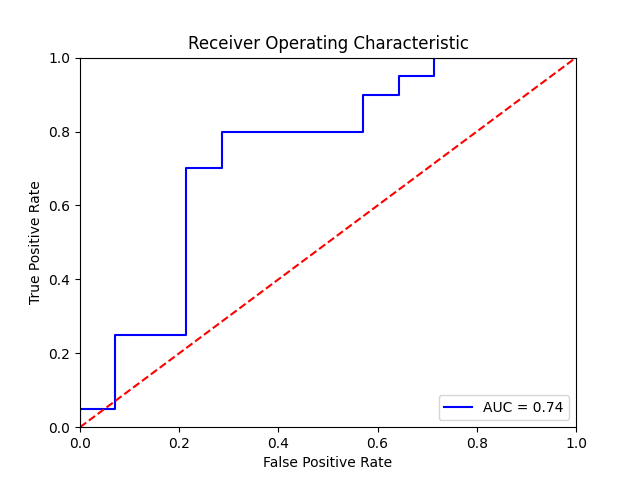 Receiver Operating Characteristic
1.0
0.8
0.6
0.4
0.2
0.0
True Positive Rate
AUC = 0.74
0.0 0.2 0.4 0.6 0.8 1.0
False Positive Rate